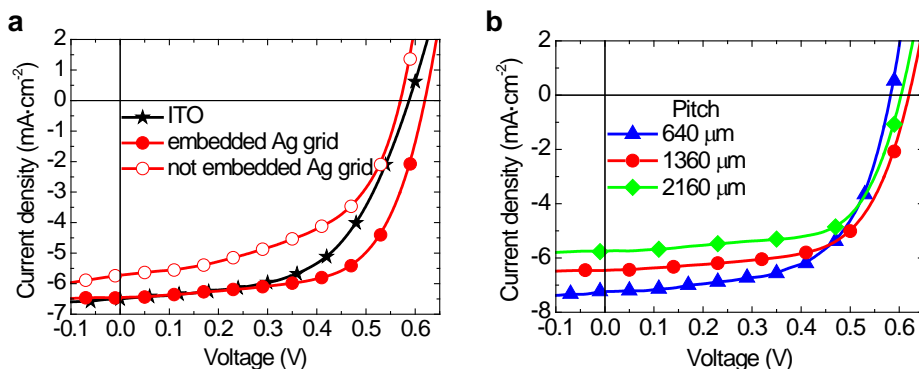 a
Current density (mA·cm⁻²)
2
1
0
-1
-2
-3
-4
-5
-6
-7
ITO
embedded Ag grid
not embedded Ag grid
-0.1 0.0 0.1 0.2 0.3 0.4 0.5 0.6
Voltage (V)
b
Current density (mA·cm⁻²)
2
0
-2
-4
-6
-8
Pitch
640 μm
1360 μm
2160 μm
-0.1 0.0 0.1 0.2 0.3 0.4 0.5 0.6
Voltage (V)